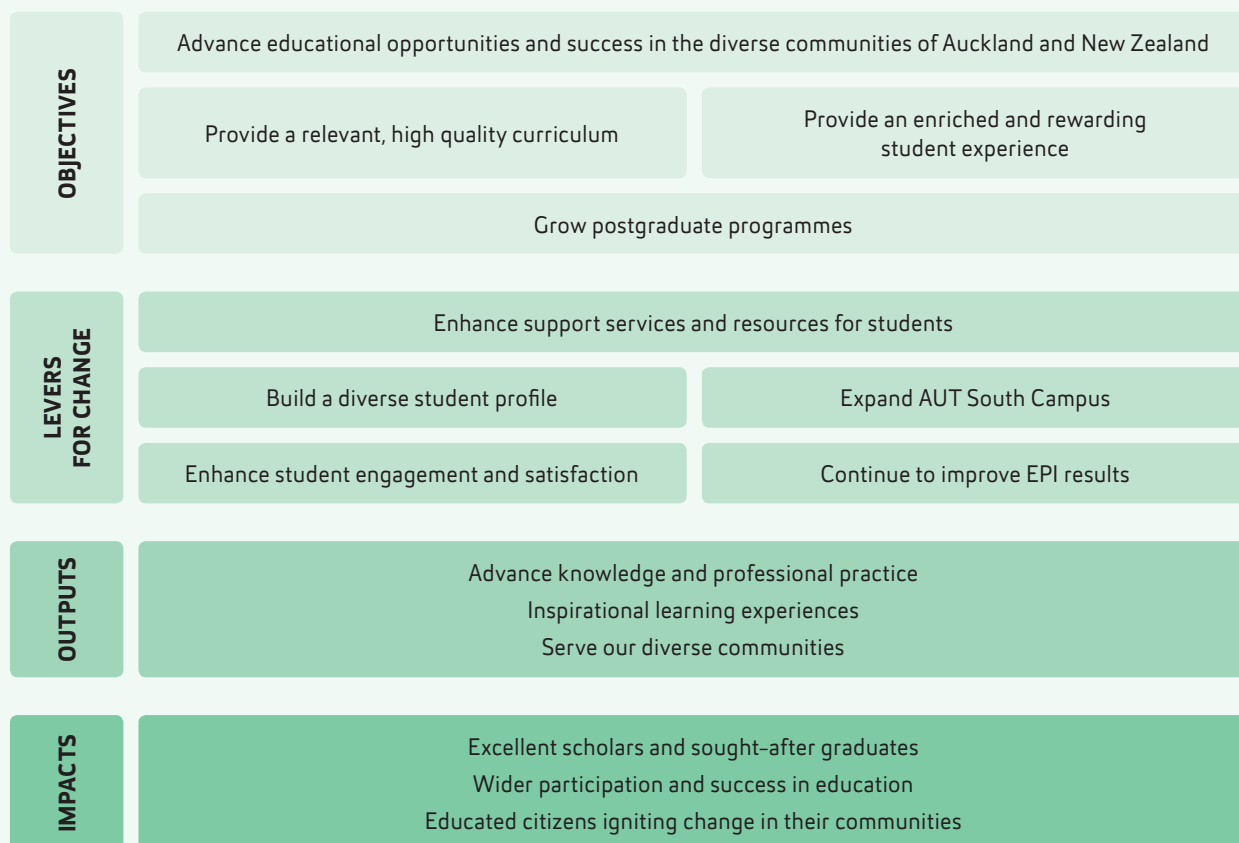 OBJECTIVES
Advance educational opportunities and success in the diverse communities of Auckland and New Zealand
Provide a relevant, high quality curriculum
Provide an enriched and rewarding
student experience
Grow postgraduate programmes
LEVERS
FOR CHANGE
Enhance support services and resources for students
Build a diverse student profile
Expand AUT South Campus
Enhance student engagement and satisfaction
Continue to improve EPI results
OUTPUTS
Advance knowledge and professional practice
Inspirational learning experiences
Serve our diverse communities
IMPACTS
Excellent scholars and sought-after graduates
Wider participation and success in education
Educated citizens igniting change in their communities